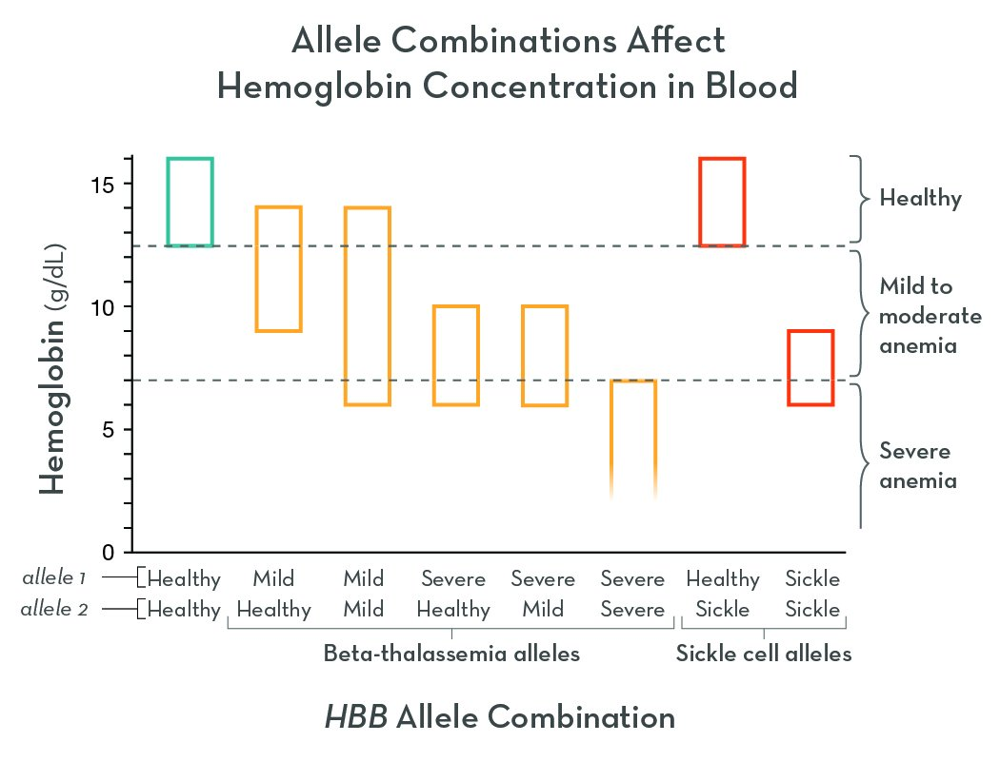 Allele Combinations Affect
Hemoglobin Concentration in Blood
Hemoglobin (g/dL)
15
10
5
0
Healthy
Mild to
moderate
anemia
Severe
anemia
allele 1 Healthy Mild Mild Severe Severe Severe Healthy Sickle
allele 2 Healthy Healthy Mild Healthy Mild Severe Sickle Sickle
Beta-thalassemia alleles Sickle cell alleles
HBB Allele Combination